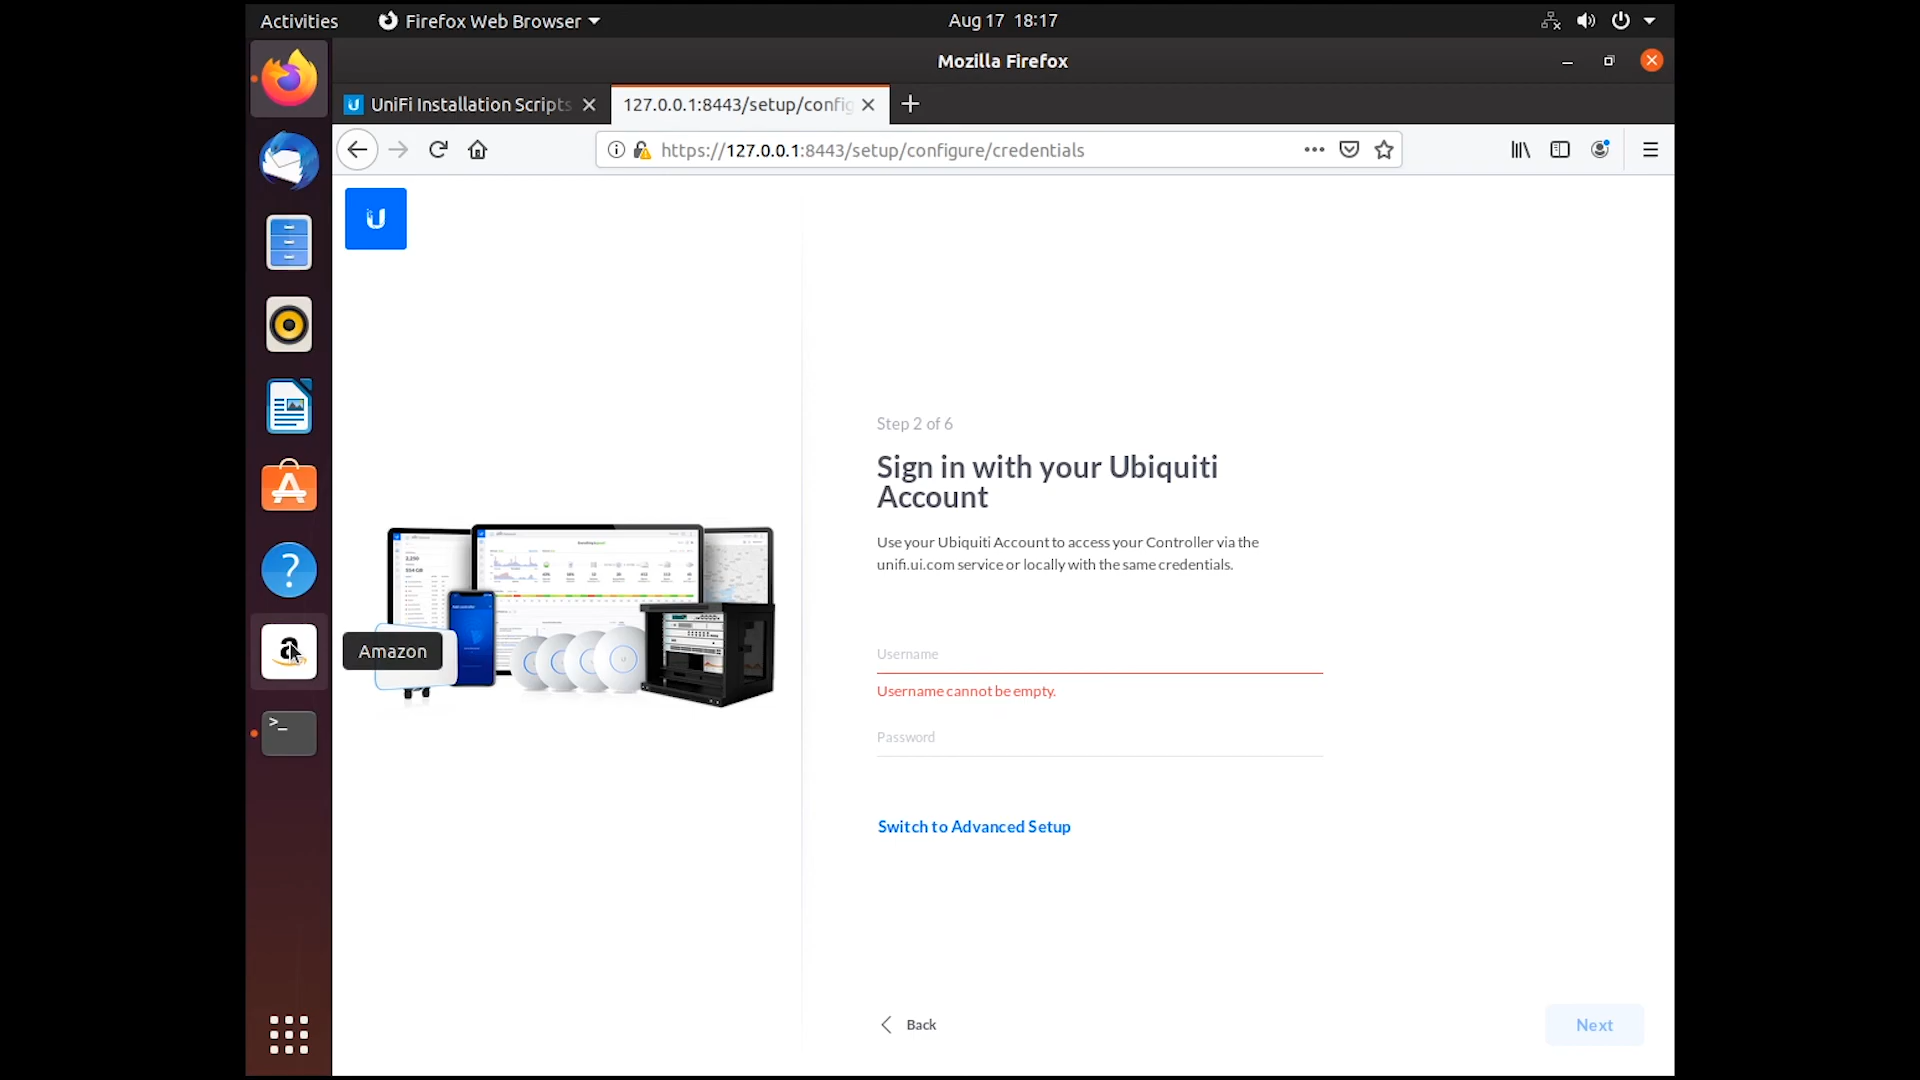 Activities
Firefox Web Browser
Aug 17 18:17
Mozilla Firefox
UniFi Installation Scripts
127.0.0.1:8443/setup/config
https://127.0.0.1:8443/setup/configure/credentials
Step 2 of 6
Sign in with your Ubiquiti
Account
Use your Ubiquiti Account to access your Controller via the
unifi.ui.com service or locally with the same credentials.
Amazon
Username
Username cannot be empty.
Password
Switch to Advanced Setup
Back
Next